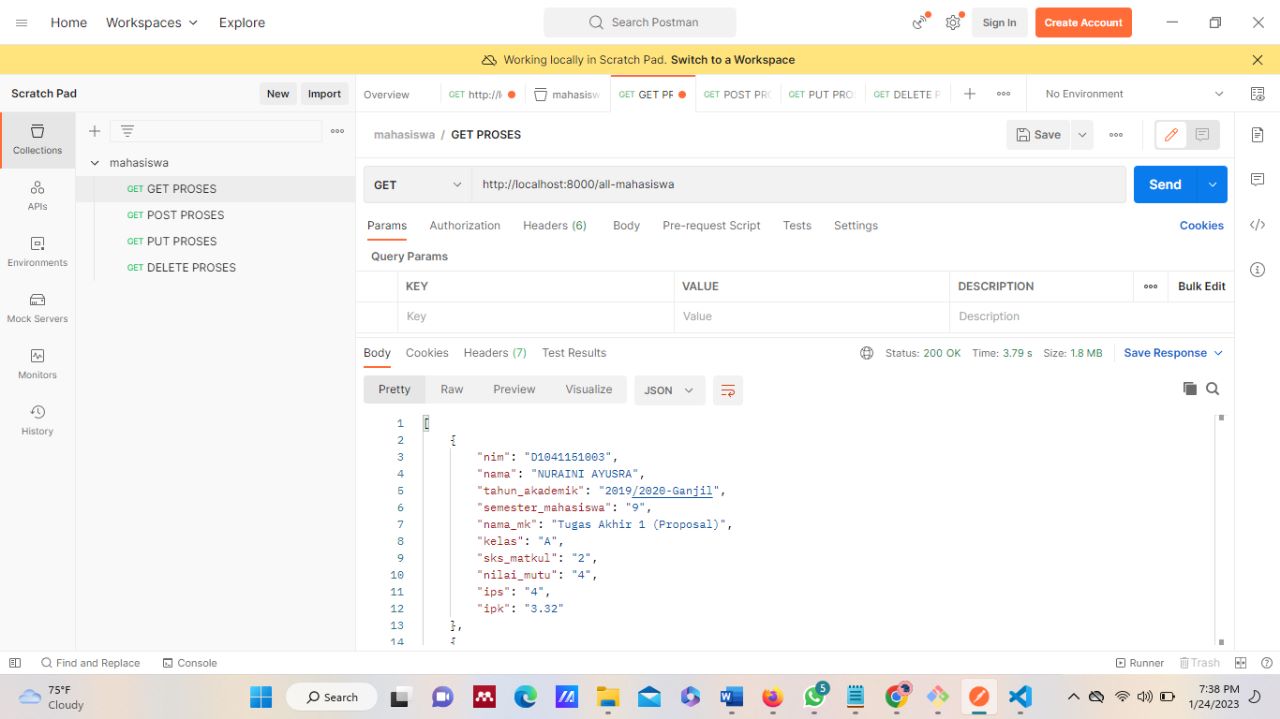 Home Workspaces Explore Search Postman Sign In Create Account
Working locally in Scratch Pad. Switch to a Workspace
Scratch Pad New Import Overview GET http://l mahasisw GET GET PF GET POST PRO GET PUT PRO GET DELETE P No Environment
mahasiswa / GET PROSES Save
Collections
mahasiswa
GET GET PROSES
GET POST PROSES
GET PUT PROSES
GET DELETE PROSES
APIs
Environments
Mock Servers
Monitors
History
GET http://localhost:8000/all-mahasiswa Send
Params Authorization Headers (6) Body Pre-request Script Tests Settings Cookies
Query Params
KEY VALUE DESCRIPTION Bulk Edit
Key Value Description
Body Cookies Headers (7) Test Results Status: 200 OK Time: 3.79 s Size: 1.8 MB Save Response
Pretty Raw Preview Visualize JSON
1 [
2 {
3 "nim": "D1041151003",
4 "nama": "NURAINI AYUSRA",
5 "tahun_akademik": "2019/2020-Ganjil",
6 "semester_mahasiswa": "9",
7 "nama_mk": "Tugas Akhir 1 (Proposal)",
8 "kelas": "A",
9 "sks_matkul": "2",
10 "nilai_mutu": "4",
11 "ips": "4",
12 "ipk": "3.32"
13 },
14 {
Find and Replace Console Runner Trash
75°F
Cloudy
Search
5
7:38 PM
1/24/2023